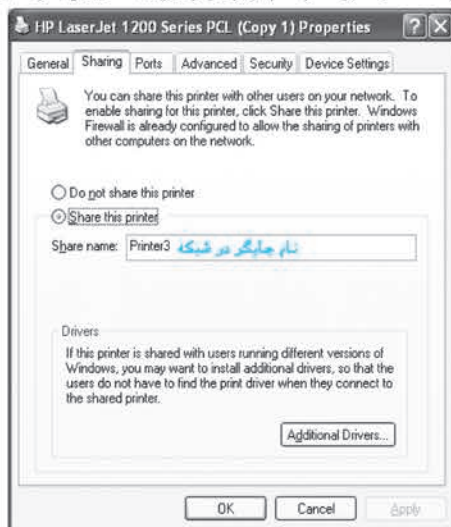 HP LaserJet 1200 Series PCL (Copy 1) Properties
General Sharing Ports Advanced Security Device Settings
You can share this printer with other users on your network. To
enable sharing for this printer, click Share this printer. Windows
Firewall is already configured to allow the sharing of printers with
other computers on the network.
Do not share this printer
Share this printer
Share name: Printer3 نام چاپگر در شبکه
Drivers
If this printer is shared with users running different versions of
Windows, you may want to install additional drivers, so that the
users do not have to find the print driver when they connect to
the shared printer.
Additional Drivers...
OK Cancel Apply